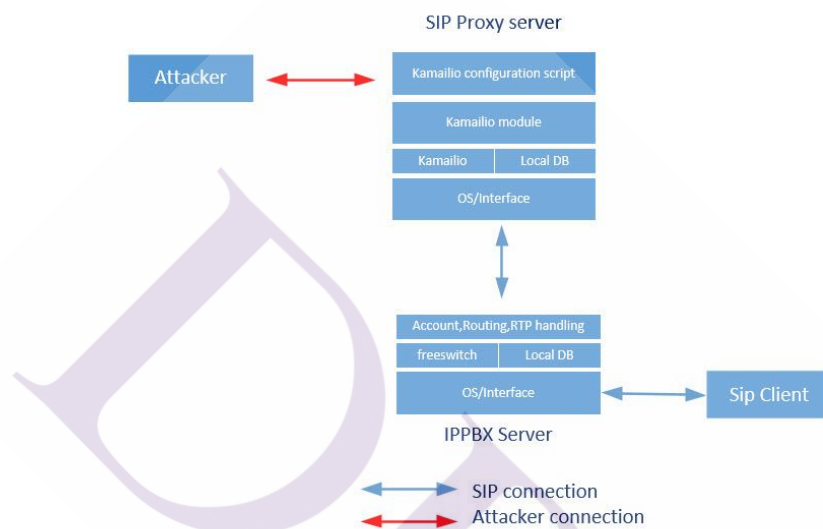 SIP Proxy server
Attacker
Kamailio configuration script
Kamailio module
Kamailio
Local DB
OS/Interface
Account,Routing,RTP handling
freeswitch
Local DB
OS/Interface
Sip Client
IPPBX Server
SIP connection
Attacker connection